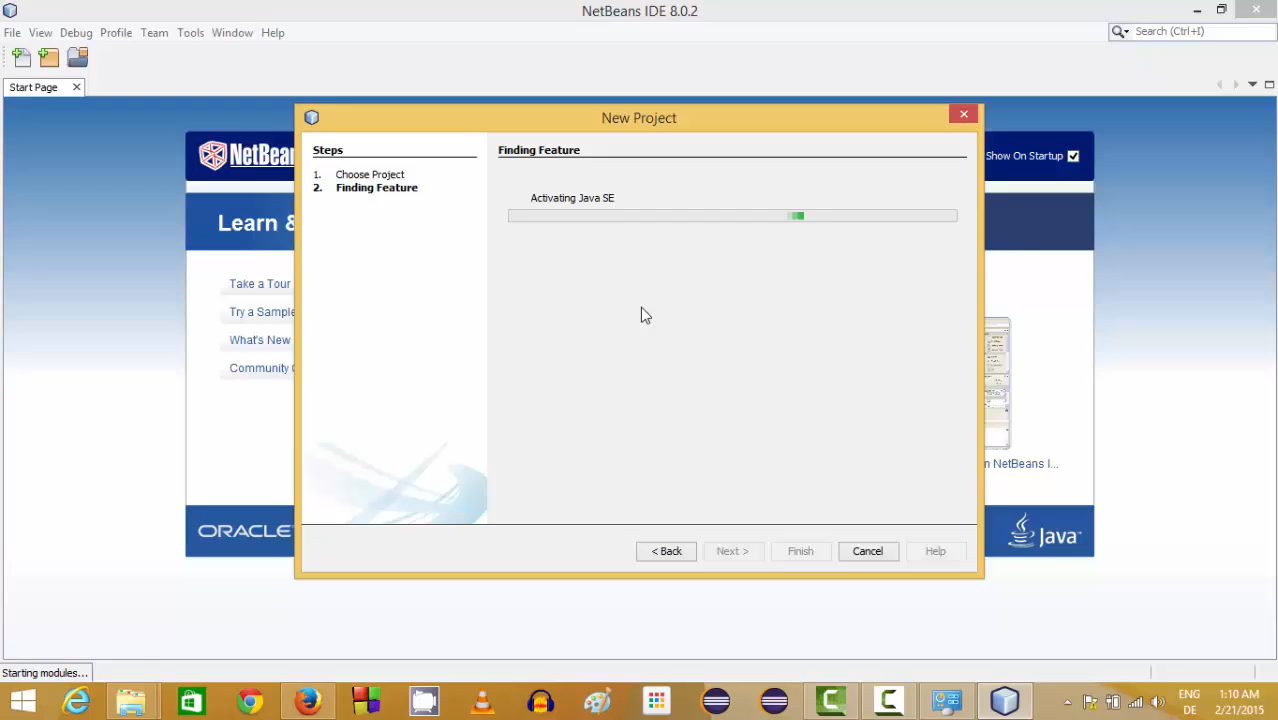 NetBeans IDE 8.0.2
File View Debug Profile Team Tools Window Help
Search (Ctrl+I)
Start Page
New Project
NetBean
Show On Startup
Steps
Finding Feature
1. Choose Project
2. Finding Feature
Activating Java SE
Learn &
Take a Tour
Try a Sample
What's New
Community
n NetBeans I...
ORACLE
Java
< Back Next > Finish Cancel Help
Starting modules...
ENG
DE
1:10 AM
2/21/2015